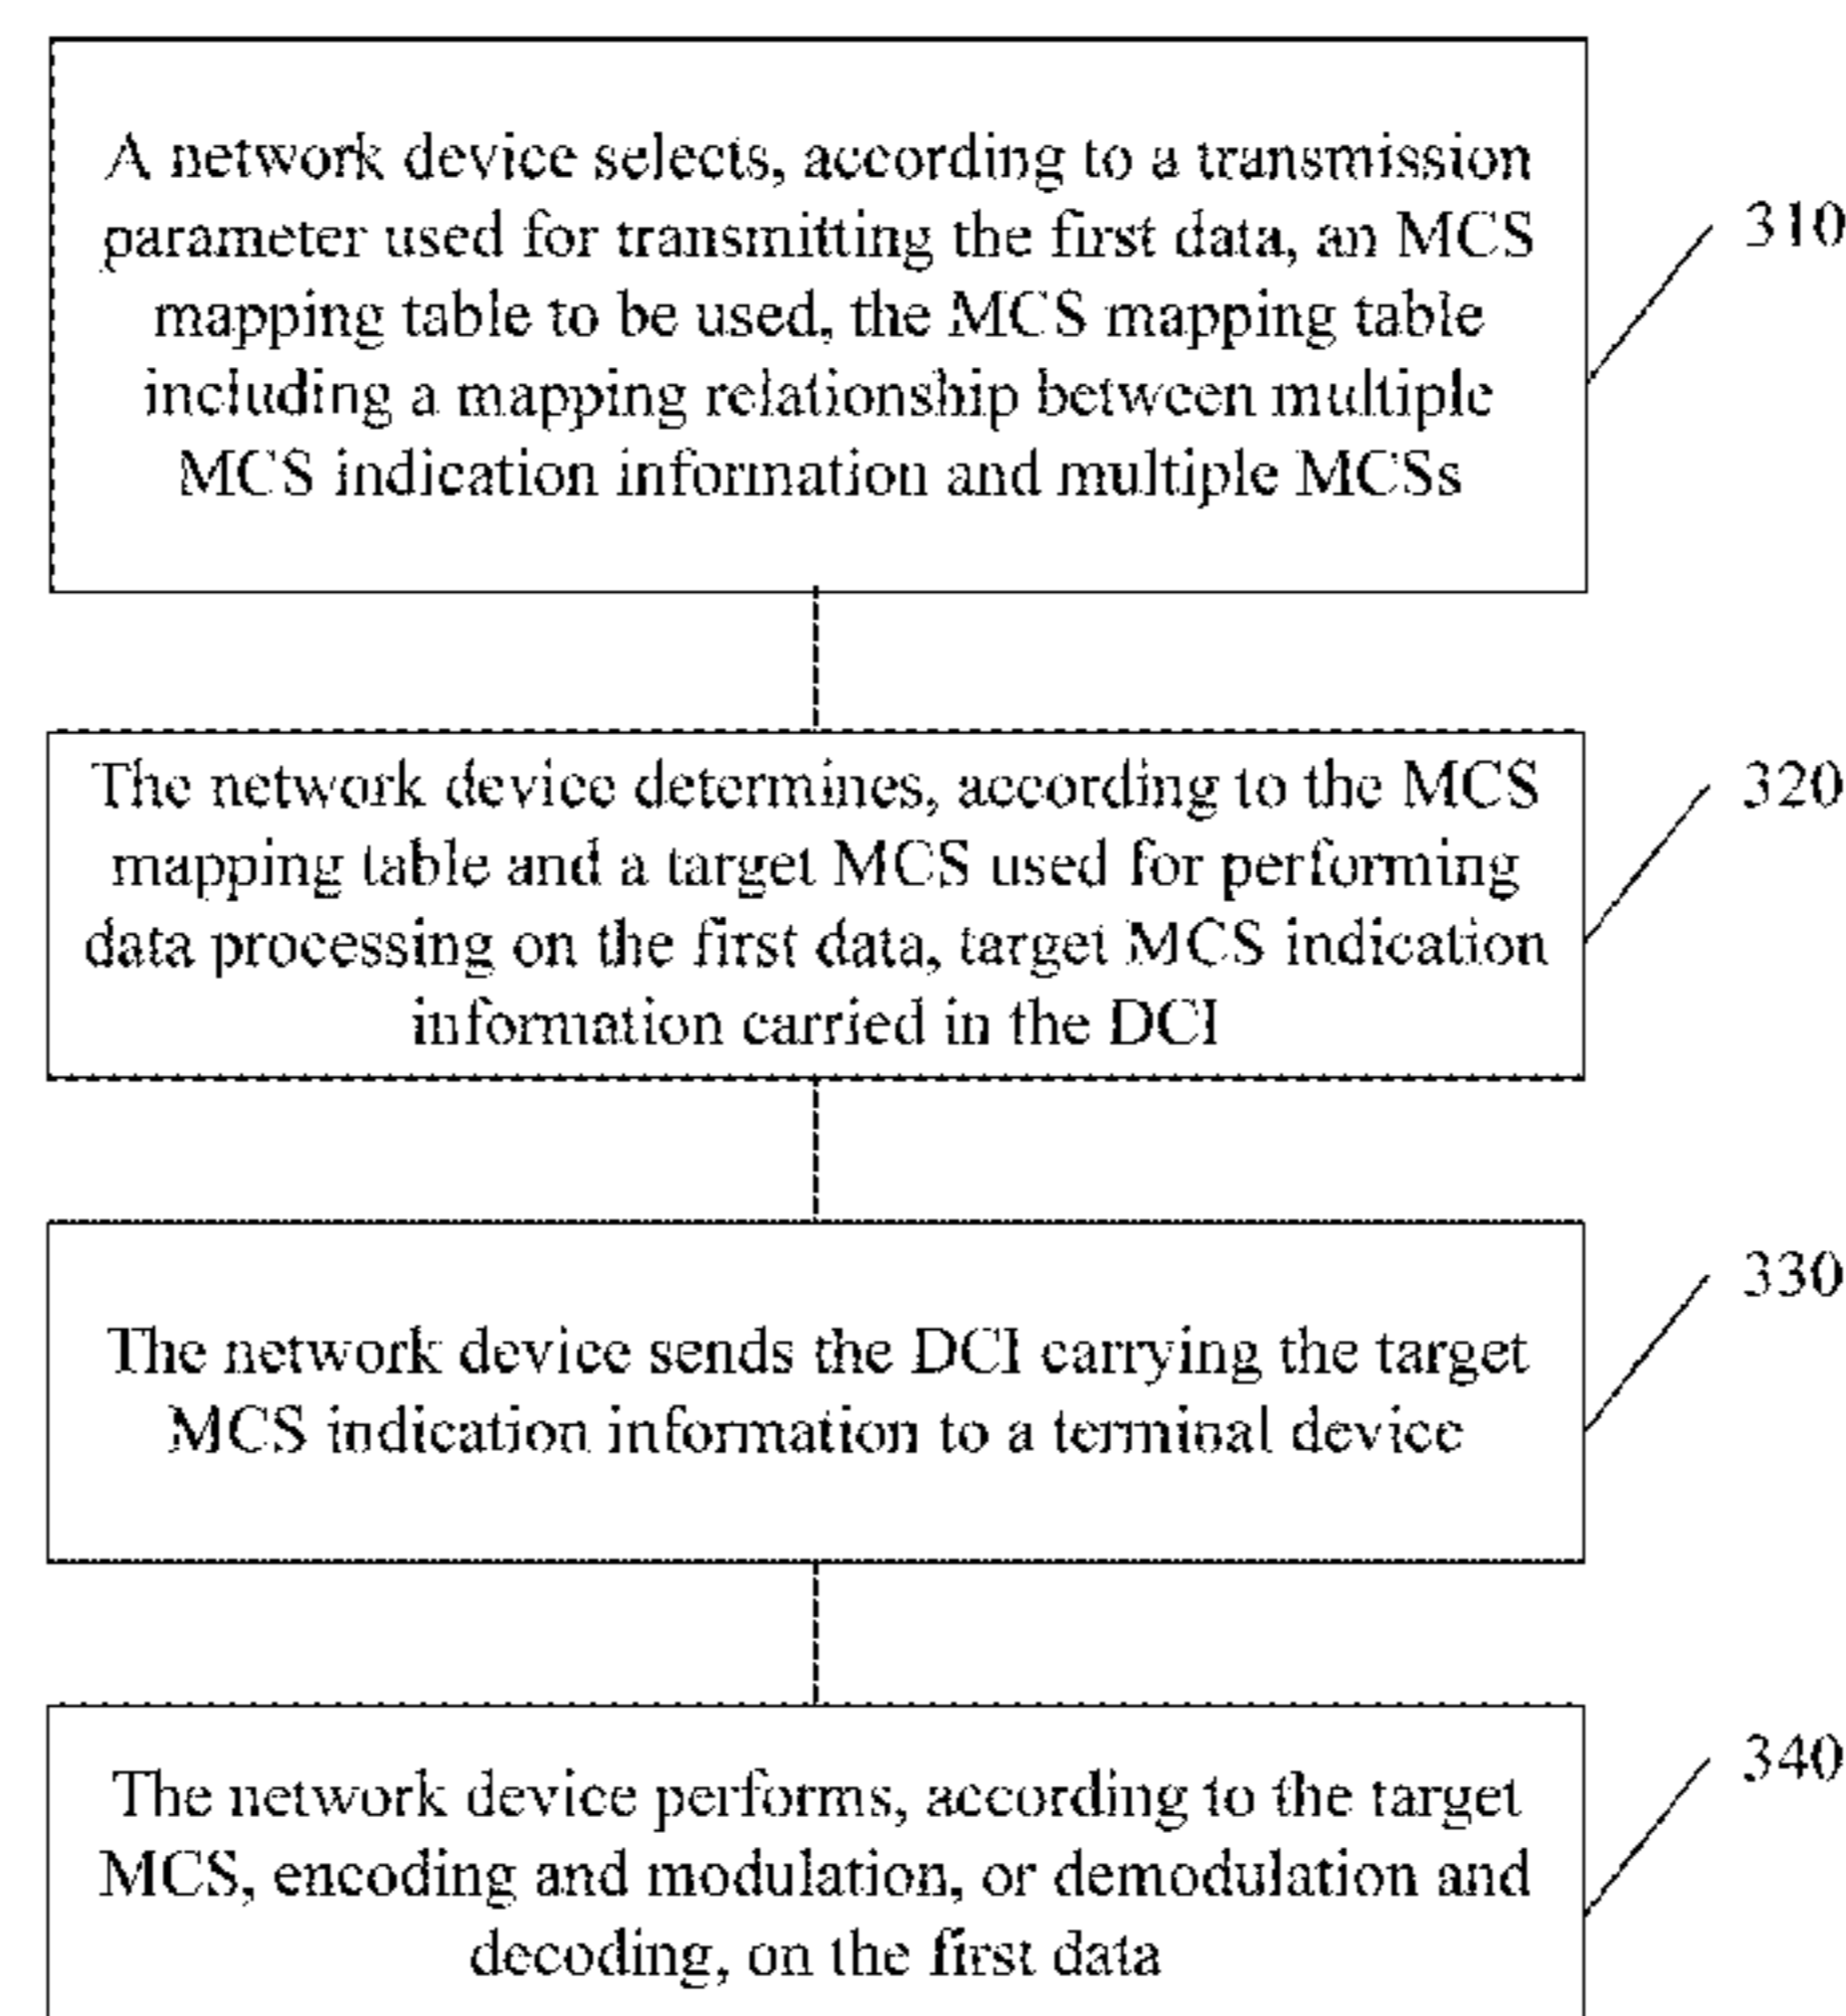 A network device selects, according to a transmission
parameter used for transmitting the first data, an MCS
mapping table to be used, the MCS mapping table
including a mapping relationship between multiple
MCS indication information and multiple MCSs
310
The network device determines, according to the MCS
mapping table and a target MCS used for performing
data processing on the first data, target MCS indication
information carried in the DCI
320
The network device sends the DCI carrying the target
MCS indication information to a terminal device
330
The network device performs, according to the target
MCS, encoding and modulation, or demodulation and
decoding, on the first data
340